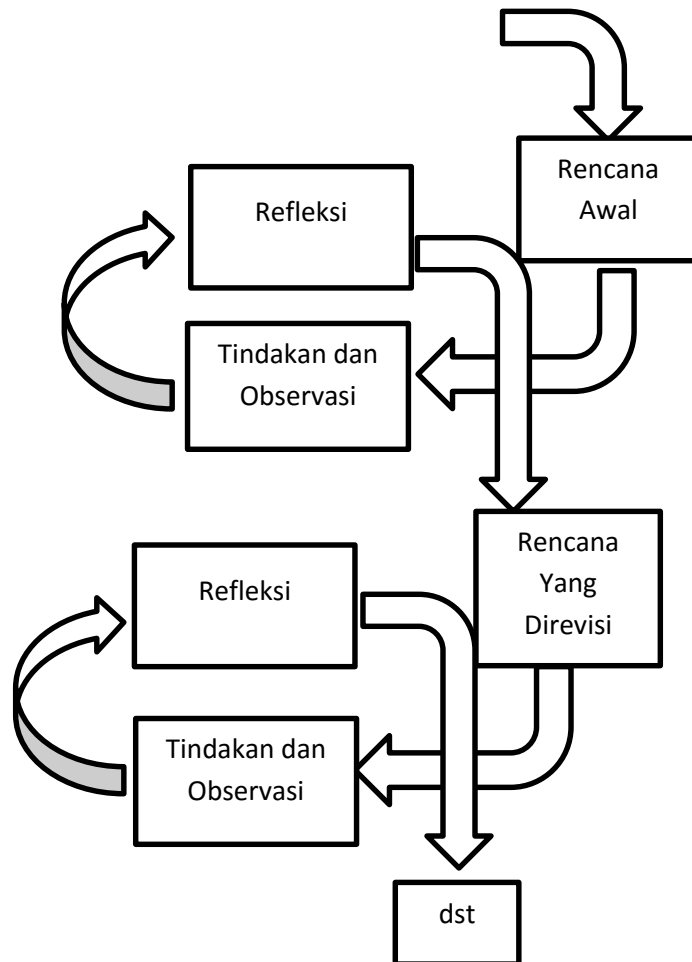 Rencana
Awal
Refleksi
Tindakan dan
Observasi
Rencana
Yang
Direvisi
Refleksi
Tindakan dan
Observasi
dst